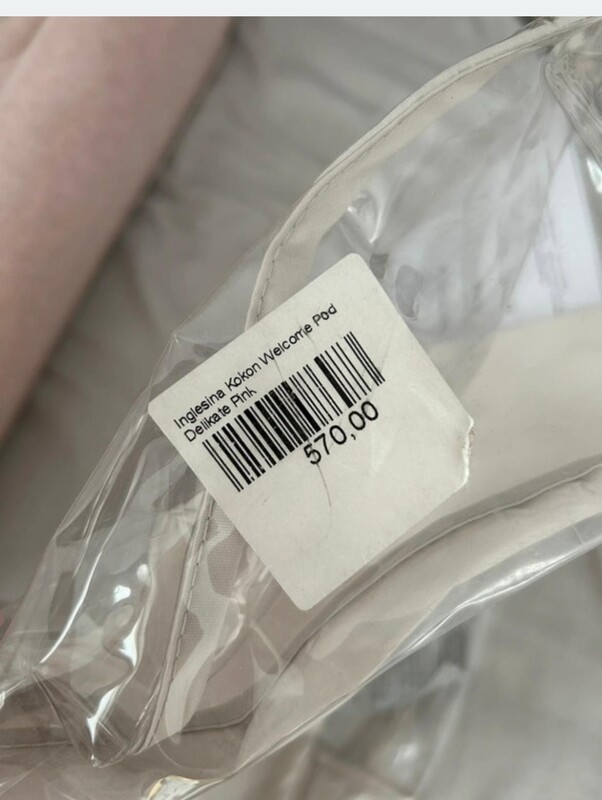 Inglesina Kokon Welcome Pod
Delikate Pink
570,00